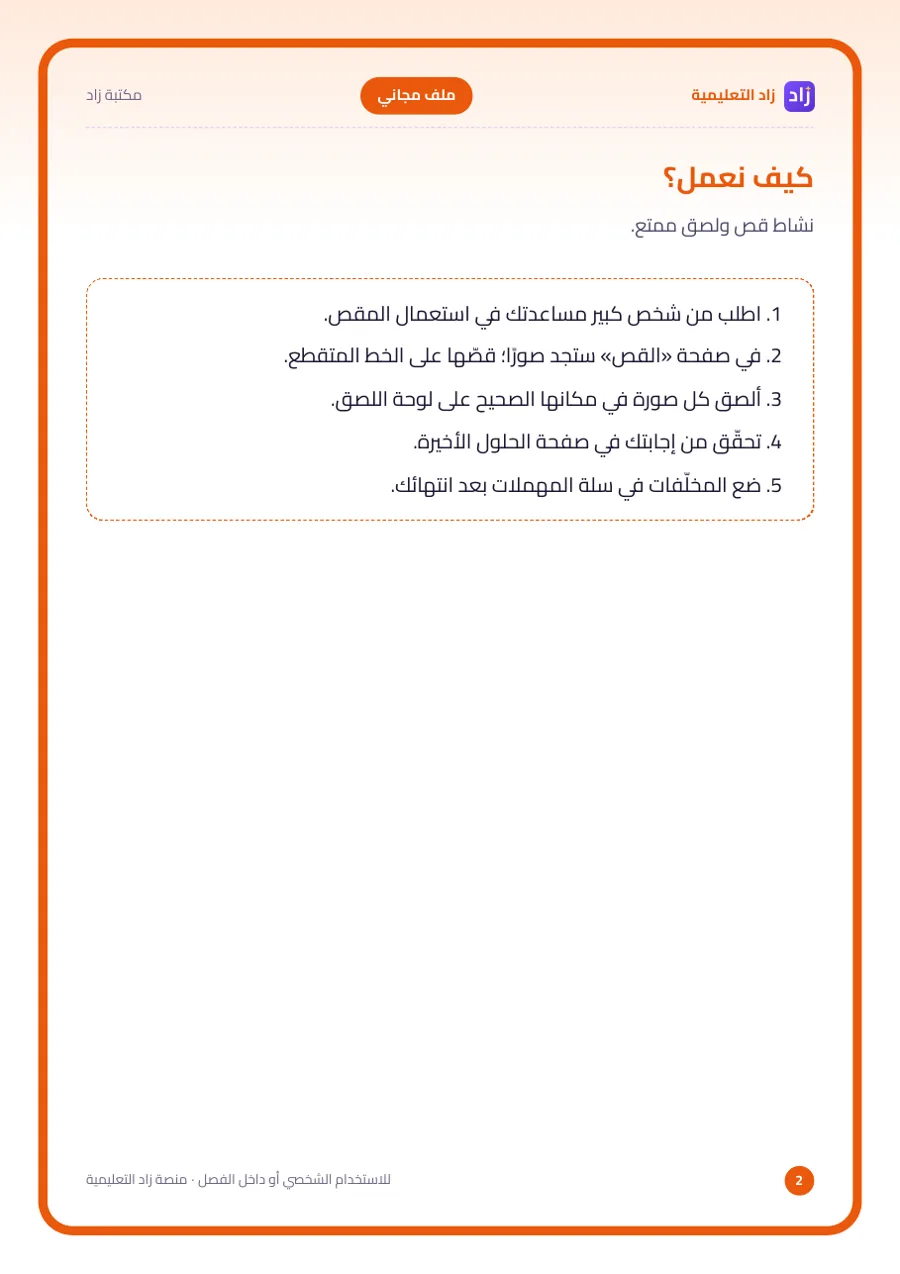 زاد
زاد التعليمية
ملف مجاني
مكتبة زاد
كيف نعمل؟
نشاط قص ولصق ممتع.
1. اطلب من شخص كبير مساعدتك في استعمال المقص.
2. في صفحة «القص» ستجد صورًا؛ قصّها على الخط المتقطع.
3. ألصق كل صورة في مكانها الصحيح على لوحة اللصق.
4. تحقّق من إجابتك في صفحة الحلول الأخيرة.
5. ضع المخلّفات في سلة المهملات بعد انتهائك.
2
للاستخدام الشخصي أو داخل الفصل · منصة زاد التعليمية